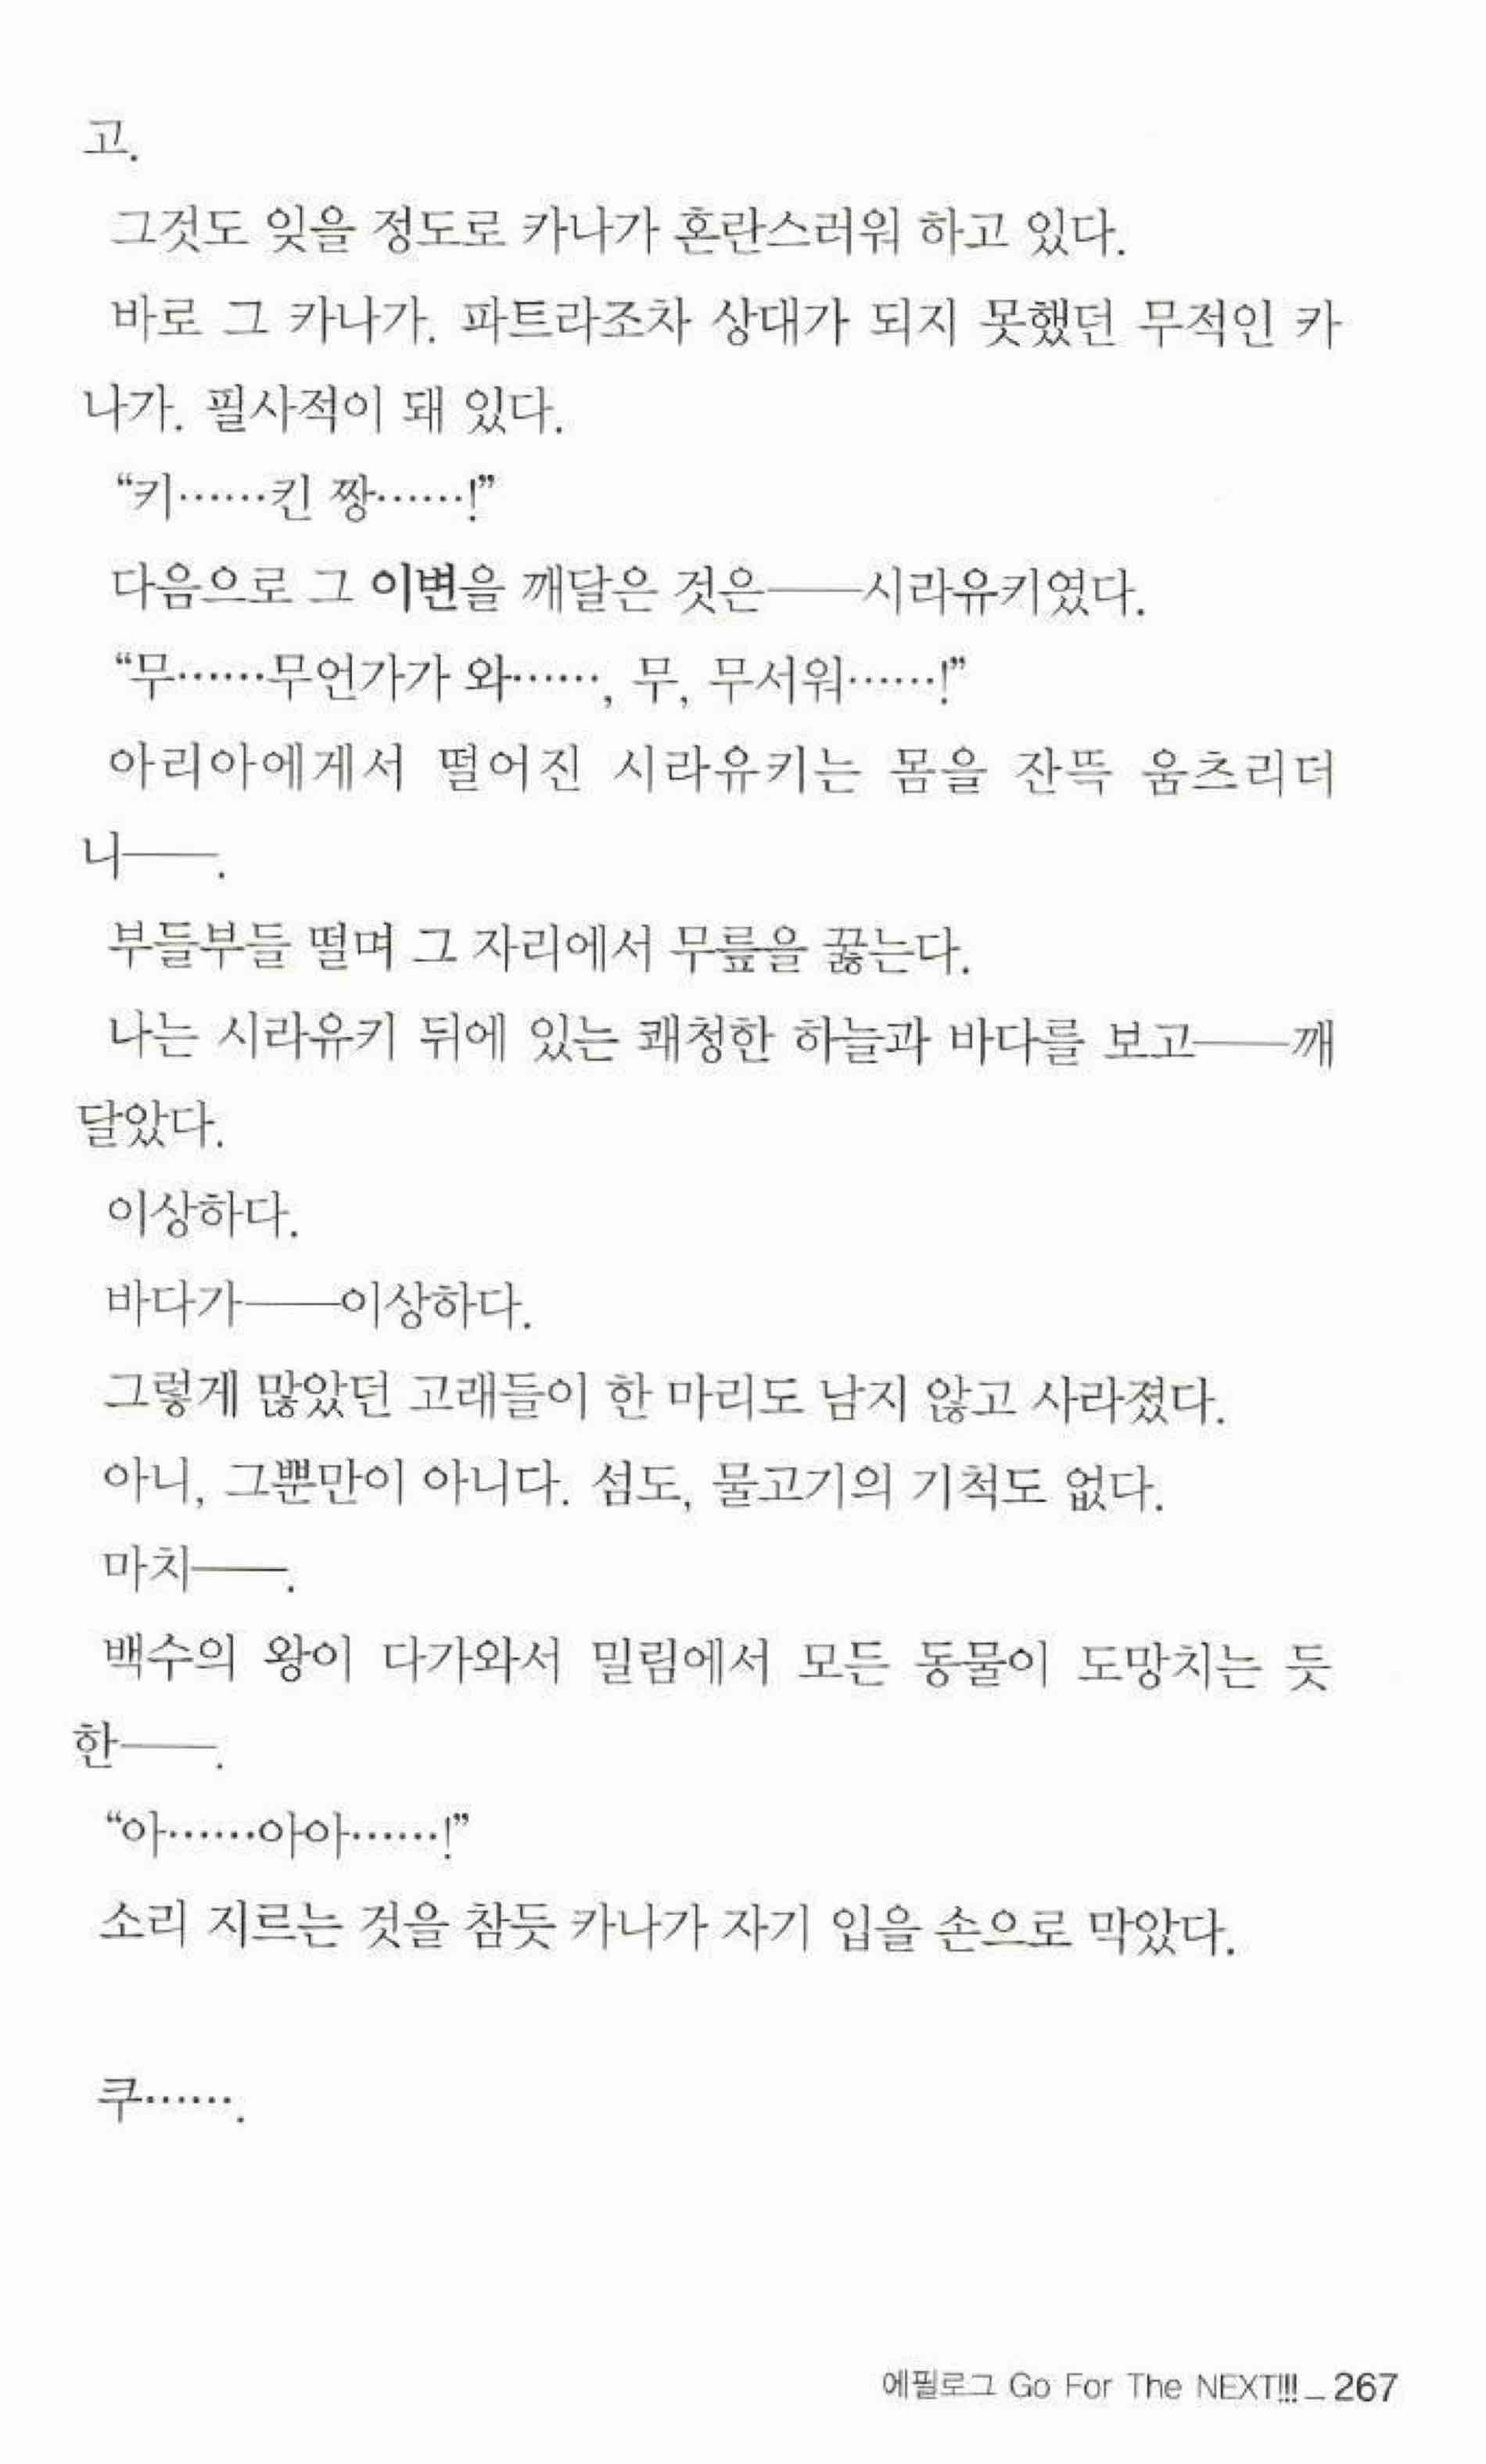 고.
그것도 잊을 정도로 카나가 혼란스러워 하고 있다.
바로 그 카나가. 파트라조차 상대가 되지 못했던 무적인 카
나가. 필사적이 돼 있다.
“키……킨 짱……!”
다음으로 그 이변을 깨달은 것은――시라유키였다.
“무……무언가가 와……, 무, 무서워……!”
아리아에게서 떨어진 시라유키는 몸을 잔뜩 움츠리더
니――.
부들부들 떨며 그 자리에서 무릎을 꿇는다.
나는 시라유키 뒤에 있는 쾌청한 하늘과 바다를 보고――깨
달았다.
이상하다.
바다가――이상하다.
그렇게 많았던 고래들이 한 마리도 남지 않고 사라졌다.
아니, 그뿐만이 아니다. 섬도, 물고기의 기척도 없다.
마치――.
백수의 왕이 다가와서 밀림에서 모든 동물이 도망치는 듯
한――.
“아……아아……!”
소리 지르는 것을 참듯 카나가 자기 입을 손으로 막았다.
쿠…….
에필로그 Go For The NEXT!!! _ 267